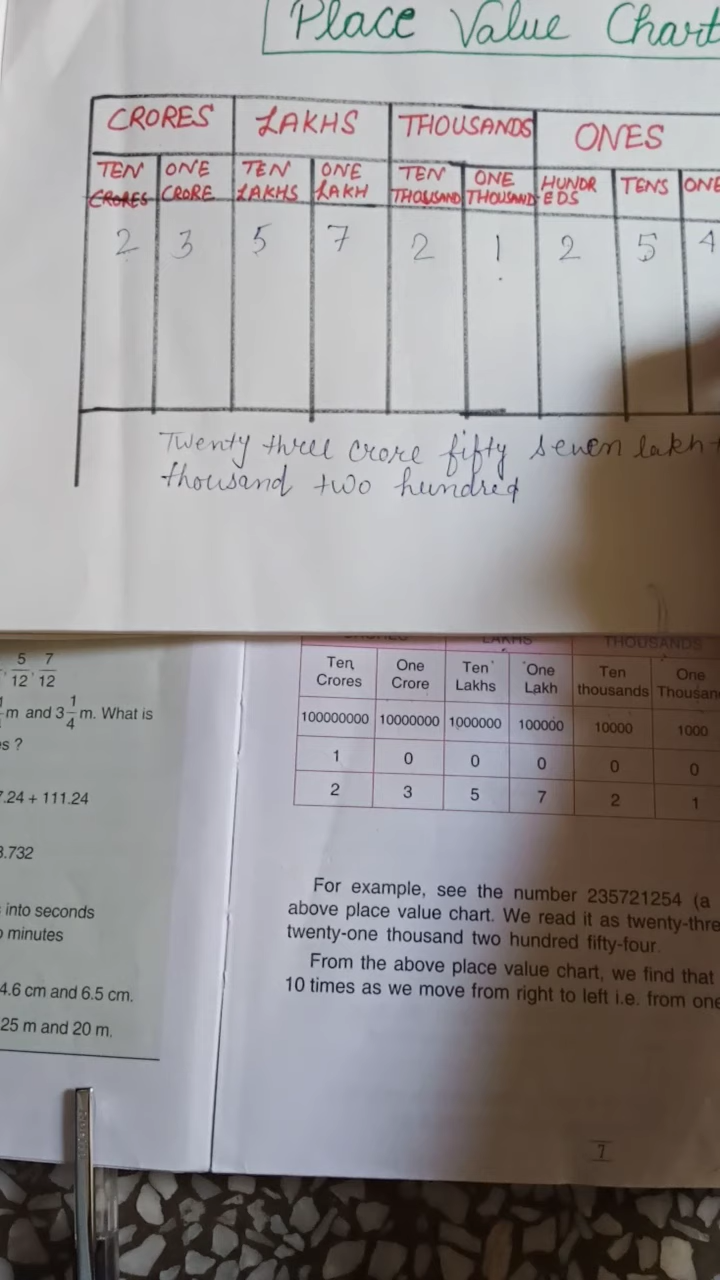 Place Value Chart
CRORES LAKHS THOUSANDS ONES
TEN CRORES ONE CRORE TEN LAKHS ONE LAKH TEN THOUSAND ONE THOUSAND HUNDREDS TENS ONE
2 3 5 7 2 1 2 5 4
Twenty three crore fifty seven lakh
thousand two hundred
5/12, 7/12
m and 3 1/4 m. What is
s ?
7.24 + 111.24
3.732
into seconds
minutes
4.6 cm and 6.5 cm.
25 m and 20 m.
LAKHS THOUSANDS
Ten Crores One Crore Ten Lakhs One Lakh Ten thousands One Thousan
100000000 10000000 1000000 100000 10000 1000
1 0 0 0 0 0
2 3 5 7 2 1
For example, see the number 235721254 (a
above place value chart. We read it as twenty-thre
twenty-one thousand two hundred fifty-four.
From the above place value chart, we find that
10 times as we move from right to left i.e. from one
7